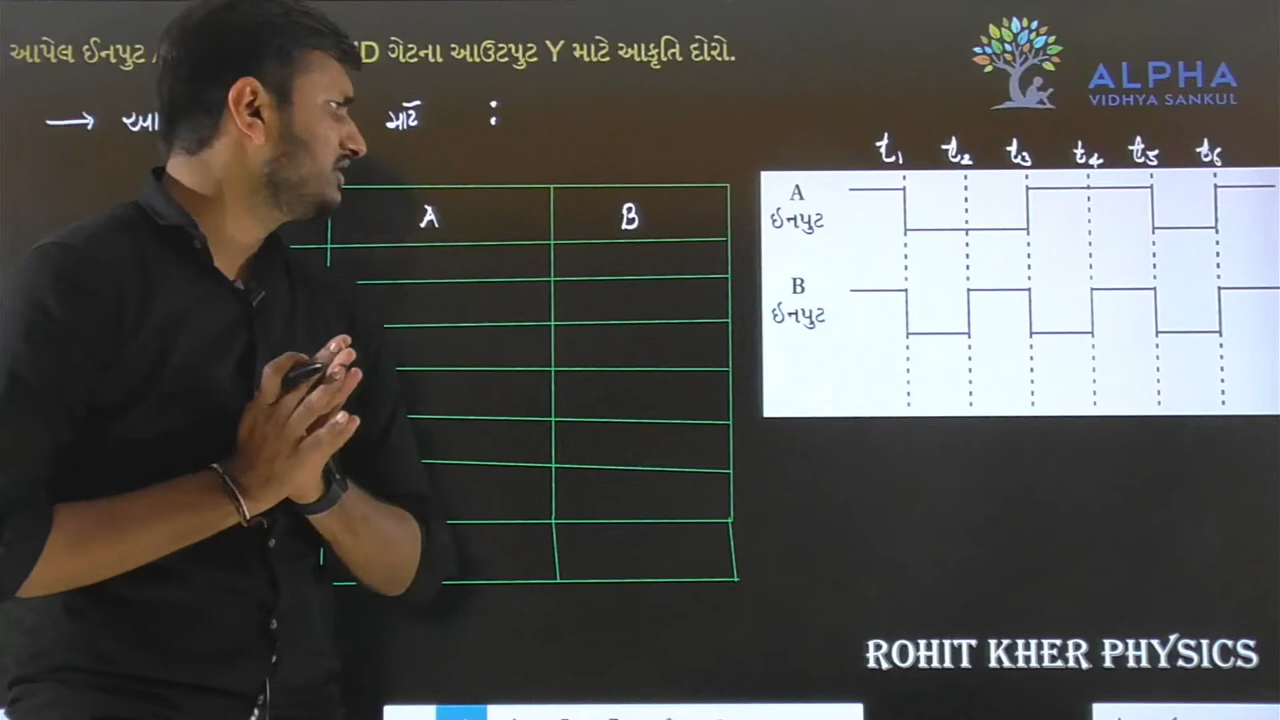 આપેલ ઈનપુટ D ગેટના આઉટપુટ Y માટે આકૃતિ દોરો.
ALPHA
VIDHYA SANKUL
→ આ માટે :
t₁ t₂ t₃ t₄ t₅ t₆
A B
A
ઈનપુટ
B
ઈનપુટ
ROHIT KHER PHYSICS